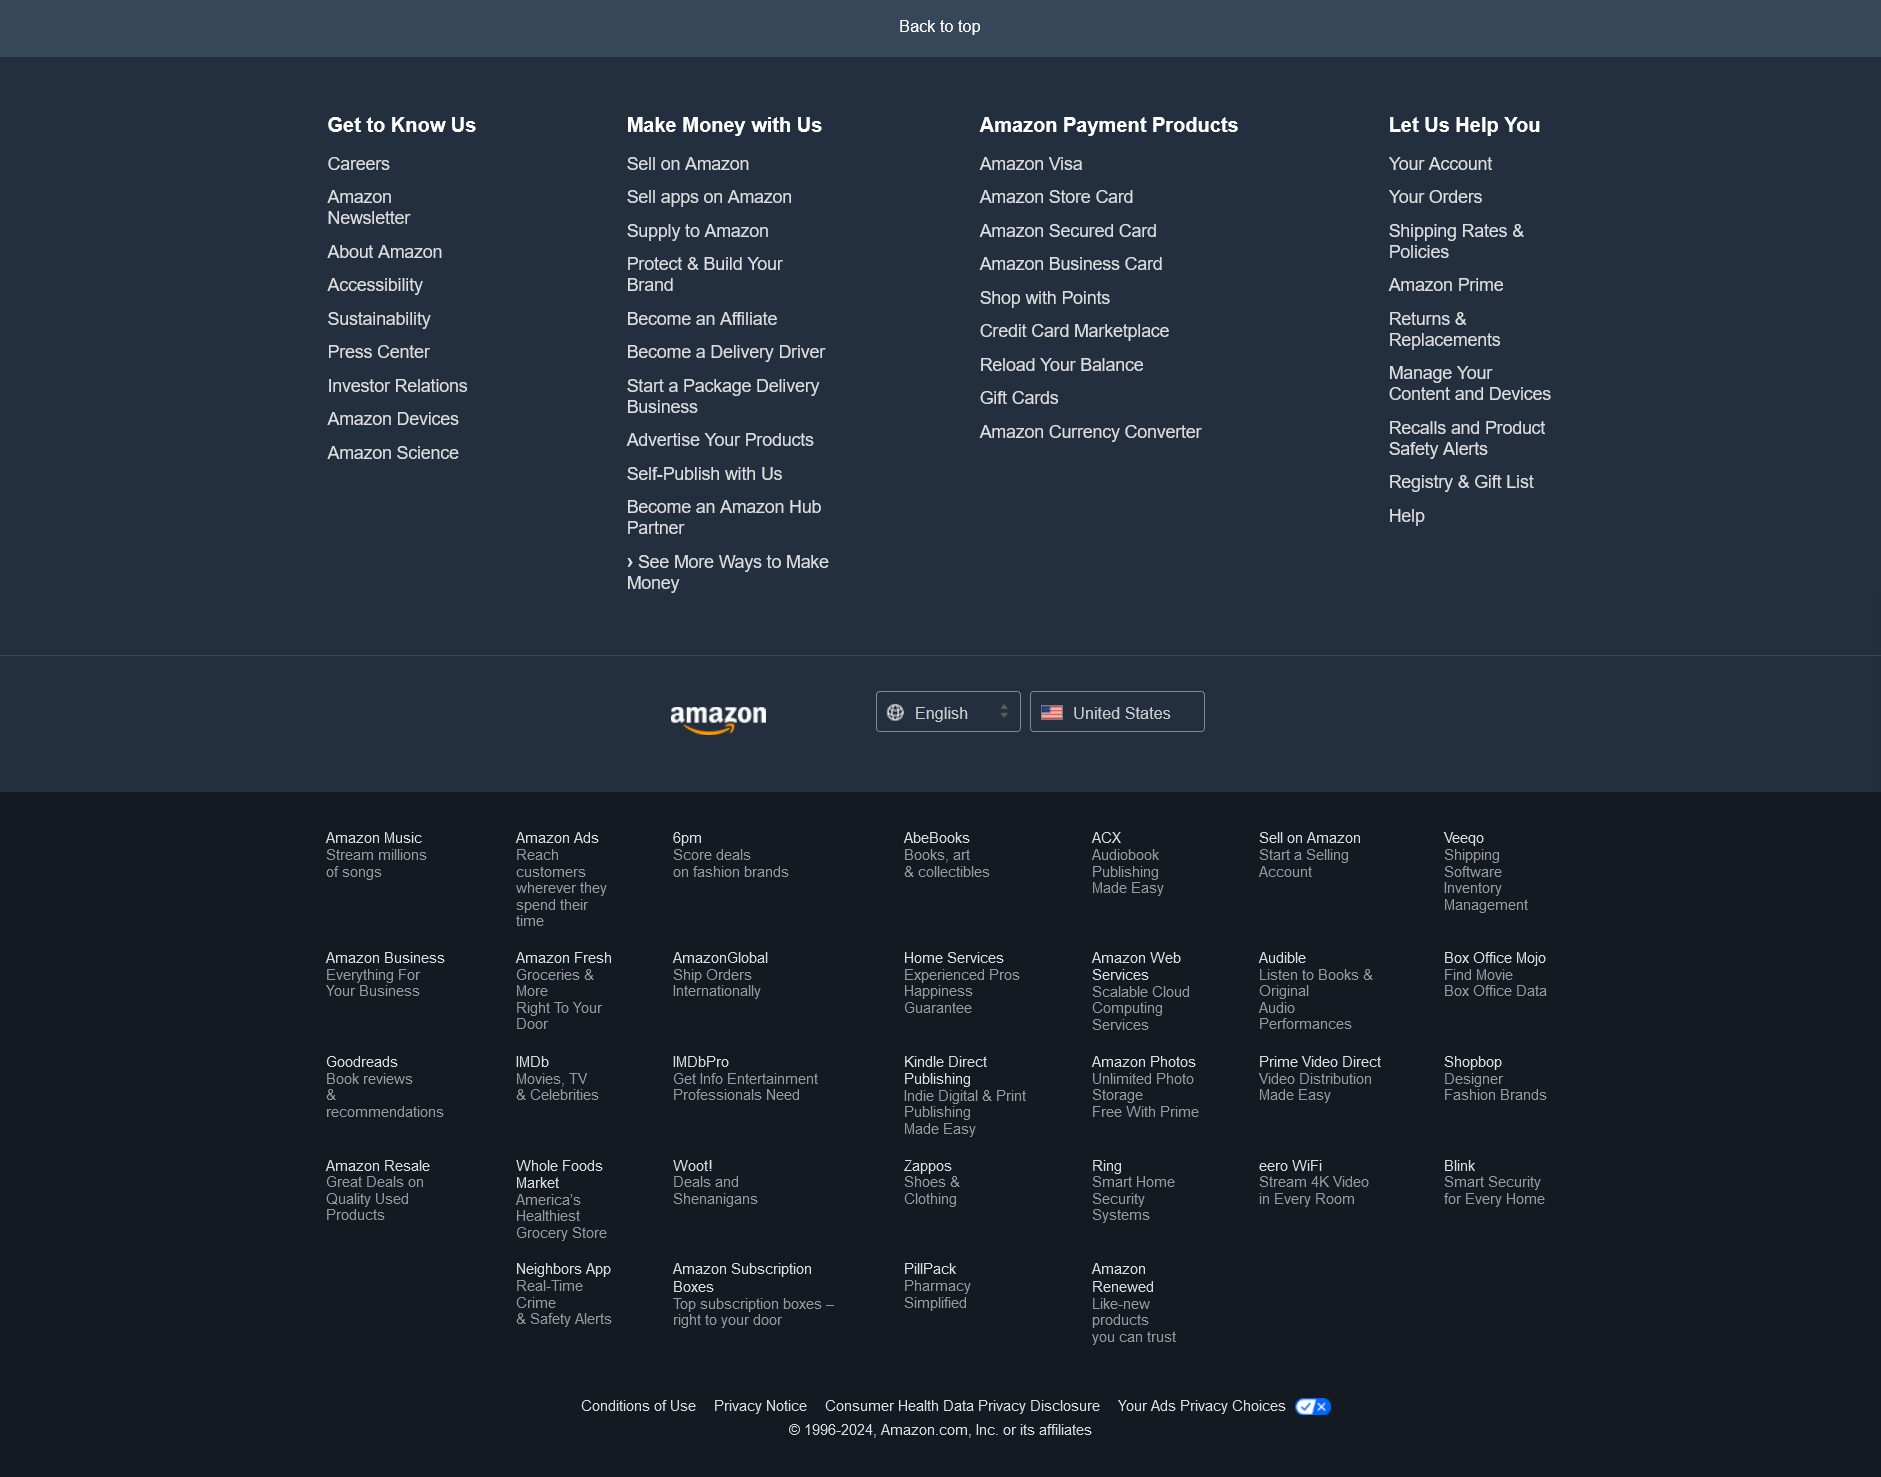 Back to top
Get to Know Us
Careers
Amazon
Newsletter
About Amazon
Accessibility
Sustainability
Press Center
Investor Relations
Amazon Devices
Amazon Science
Make Money with Us
Sell on Amazon
Sell apps on Amazon
Supply to Amazon
Protect & Build Your
Brand
Become an Affiliate
Become a Delivery Driver
Start a Package Delivery
Business
Advertise Your Products
Self-Publish with Us
Become an Amazon Hub
Partner
› See More Ways to Make
Money
Amazon Payment Products
Amazon Visa
Amazon Store Card
Amazon Secured Card
Amazon Business Card
Shop with Points
Credit Card Marketplace
Reload Your Balance
Gift Cards
Amazon Currency Converter
Let Us Help You
Your Account
Your Orders
Shipping Rates &
Policies
Amazon Prime
Returns &
Replacements
Manage Your
Content and Devices
Recalls and Product
Safety Alerts
Registry & Gift List
Help
amazon
English
United States
Amazon Music
Stream millions
of songs
Amazon Ads
Reach
customers
wherever they
spend their
time
6pm
Score deals
on fashion brands
AbeBooks
Books, art
& collectibles
ACX
Audiobook
Publishing
Made Easy
Sell on Amazon
Start a Selling
Account
Veeqo
Shipping
Software
Inventory
Management
Amazon Business
Everything For
Your Business
Amazon Fresh
Groceries &
More
Right To Your
Door
AmazonGlobal
Ship Orders
Internationally
Home Services
Experienced Pros
Happiness
Guarantee
Amazon Web
Services
Scalable Cloud
Computing
Services
Audible
Listen to Books &
Original
Audio
Performances
Box Office Mojo
Find Movie
Box Office Data
Goodreads
Book reviews
&
recommendations
IMDb
Movies, TV
& Celebrities
IMDbPro
Get Info Entertainment
Professionals Need
Kindle Direct
Publishing
Indie Digital & Print
Publishing
Made Easy
Amazon Photos
Unlimited Photo
Storage
Free With Prime
Prime Video Direct
Video Distribution
Made Easy
Shopbop
Designer
Fashion Brands
Amazon Resale
Great Deals on
Quality Used
Products
Whole Foods
Market
America's
Healthiest
Grocery Store
Woot!
Deals and
Shenanigans
Zappos
Shoes &
Clothing
Ring
Smart Home
Security
Systems
eero WiFi
Stream 4K Video
in Every Room
Blink
Smart Security
for Every Home
Neighbors App
Real-Time
Crime
& Safety Alerts
Amazon Subscription
Boxes
Top subscription boxes –
right to your door
PillPack
Pharmacy
Simplified
Amazon
Renewed
Like-new
products
you can trust
Conditions of Use Privacy Notice Consumer Health Data Privacy Disclosure Your Ads Privacy Choices
© 1996-2024, Amazon.com, Inc. or its affiliates